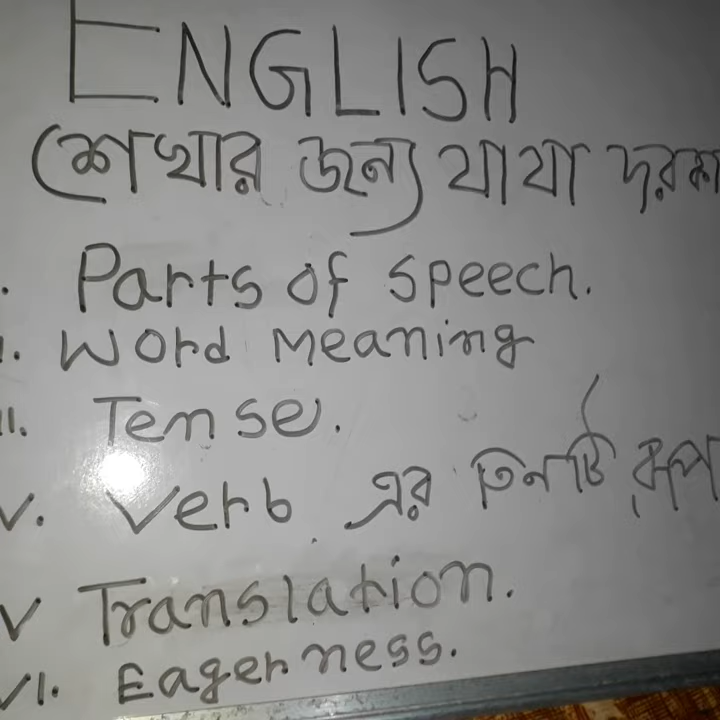 ENGLISH
শেখার জন্য যা যা দরকা
. Parts of speech.
i. Word Meaning
ii. Tense.
v. Verb এর তিনটি রূপ
v Translation.
vi. Eagerness.